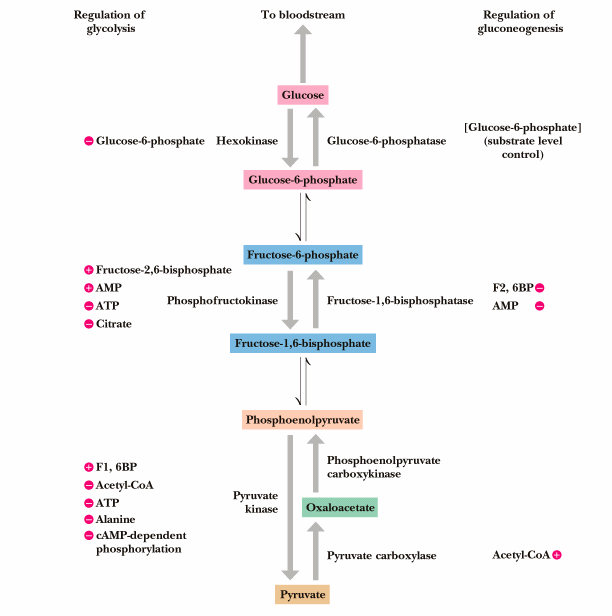 Regulation of
glycolysis
To bloodstream
Regulation of
gluconeogenesis
Glucose
⊖ Glucose-6-phosphate
Hexokinase
Glucose-6-phosphatase
[Glucose-6-phosphate]
(substrate level
control)
Glucose-6-phosphate
Fructose-6-phosphate
⊕ Fructose-2,6-bisphosphate
⊕ AMP
⊖ ATP
⊖ Citrate
Phosphofructokinase
Fructose-1,6-bisphosphatase
F2, 6BP ⊖
AMP ⊖
Fructose-1,6-bisphosphate
Phosphoenolpyruvate
⊕ F1, 6BP
⊖ Acetyl-CoA
⊖ ATP
⊖ Alanine
⊖ cAMP-dependent
phosphorylation
Pyruvate
kinase
Phosphoenolpyruvate
carboxykinase
Oxaloacetate
Pyruvate carboxylase
Acetyl-CoA ⊕
Pyruvate